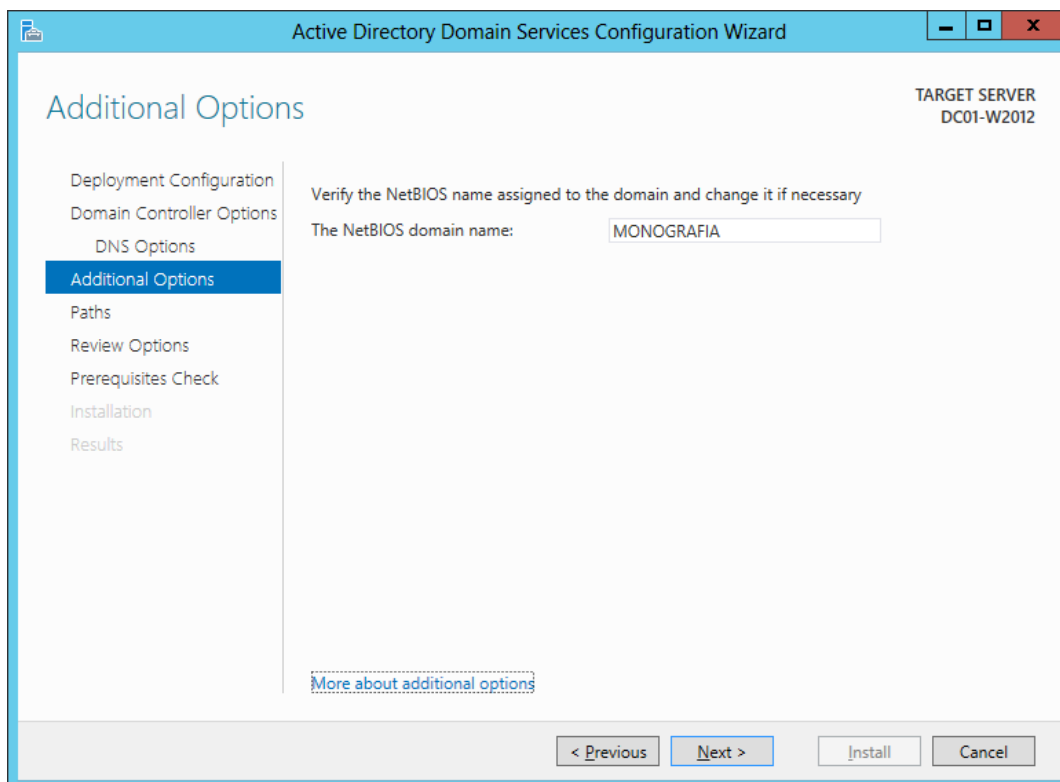 Active Directory Domain Services Configuration Wizard
Additional Options
TARGET SERVER
DC01-W2012
Deployment Configuration
Domain Controller Options
DNS Options
Additional Options
Paths
Review Options
Prerequisites Check
Installation
Results
Verify the NetBIOS name assigned to the domain and change it if necessary
The NetBIOS domain name: MONOGRAFIA
More about additional options
< Previous Next > Install Cancel